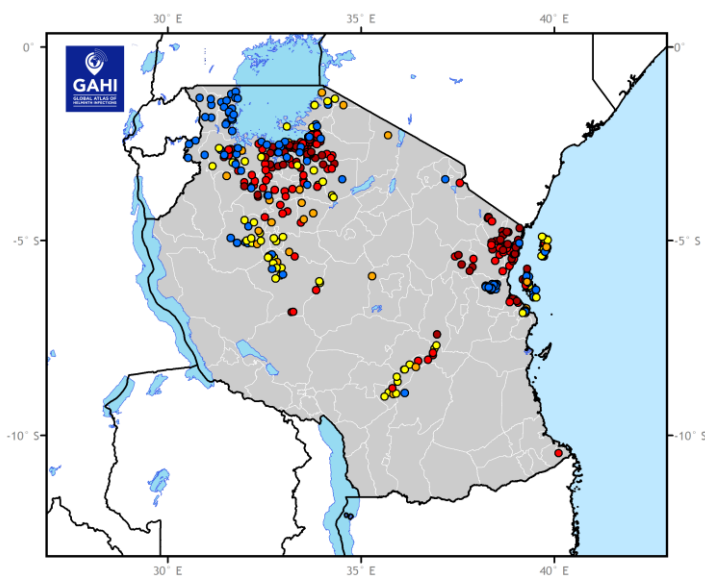 30° E
35° E
40° E
0°
0°
GAHI
GLOBAL ATLAS OF
HELMINTH INFECTIONS
-5° S
-5° S
-10° S
-10° S
30° E
35° E
40° E